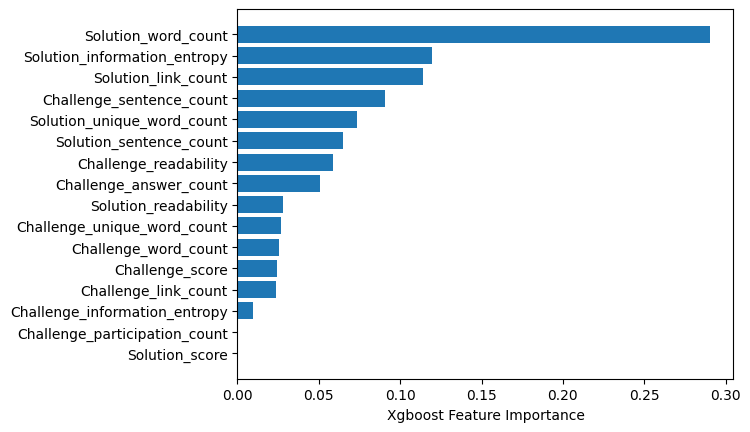 Solution_word_count
Solution_information_entropy
Solution_link_count
Challenge_sentence_count
Solution_unique_word_count
Solution_sentence_count
Challenge_readability
Challenge_answer_count
Solution_readability
Challenge_unique_word_count
Challenge_word_count
Challenge_score
Challenge_link_count
Challenge_information_entropy
Challenge_participation_count
Solution_score
0.00 0.05 0.10 0.15 0.20 0.25 0.30
Xgboost Feature Importance